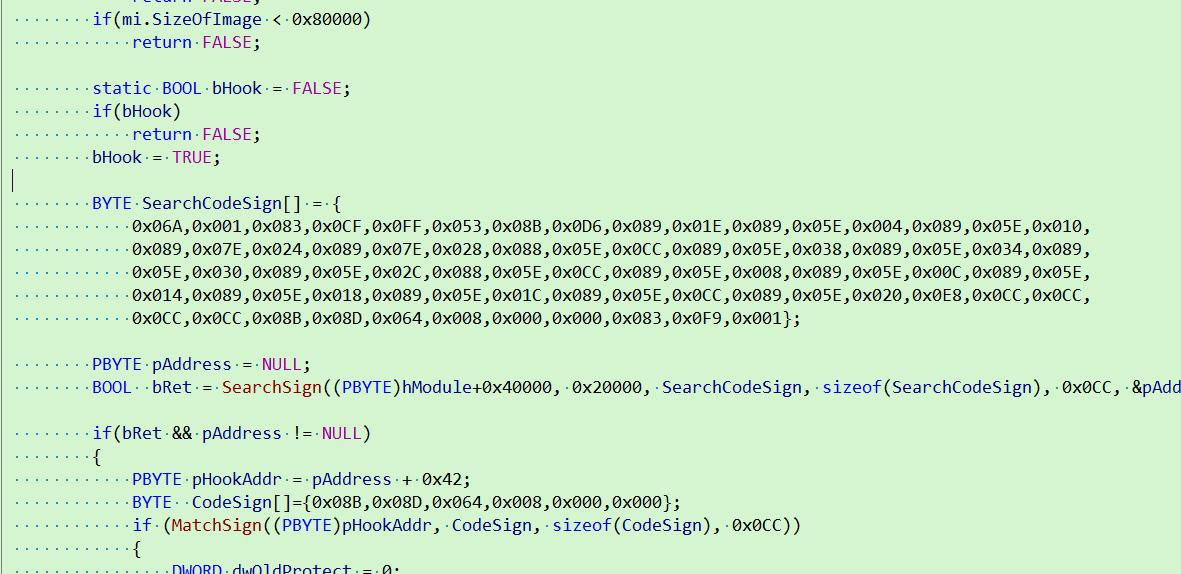 return FALSE;
if(mi.SizeOfImage < 0x80000)
return FALSE;
static BOOL bHook = FALSE;
if(bHook)
return FALSE;
bHook = TRUE;
BYTE SearchCodeSign[] = {
0x06A,0x001,0x083,0x0CF,0x0FF,0x053,0x08B,0x0D6,0x089,0x01E,0x089,0x05E,0x004,0x089,0x05E,0x010,
0x089,0x07E,0x024,0x089,0x07E,0x028,0x088,0x05E,0x0CC,0x089,0x05E,0x038,0x089,0x05E,0x034,0x089,
0x05E,0x030,0x089,0x05E,0x02C,0x088,0x05E,0x0CC,0x089,0x05E,0x008,0x089,0x05E,0x00C,0x089,0x05E,
0x014,0x089,0x05E,0x018,0x089,0x05E,0x01C,0x089,0x05E,0x0CC,0x089,0x05E,0x020,0x0E8,0x0CC,0x0CC,
0x0CC,0x0CC,0x08B,0x08D,0x064,0x008,0x000,0x000,0x083,0x0F9,0x001};
PBYTE pAddress = NULL;
BOOL bRet = SearchSign((PBYTE)hModule+0x40000, 0x20000, SearchCodeSign, sizeof(SearchCodeSign), 0x0CC, &pAdd
if(bRet && pAddress != NULL)
{
PBYTE pHookAddr = pAddress + 0x42;
BYTE CodeSign[]={0x08B,0x08D,0x064,0x008,0x000,0x000};
if (MatchSign((PBYTE)pHookAddr, CodeSign, sizeof(CodeSign), 0x0CC))
{
DWORD dwOldProtect = 0;